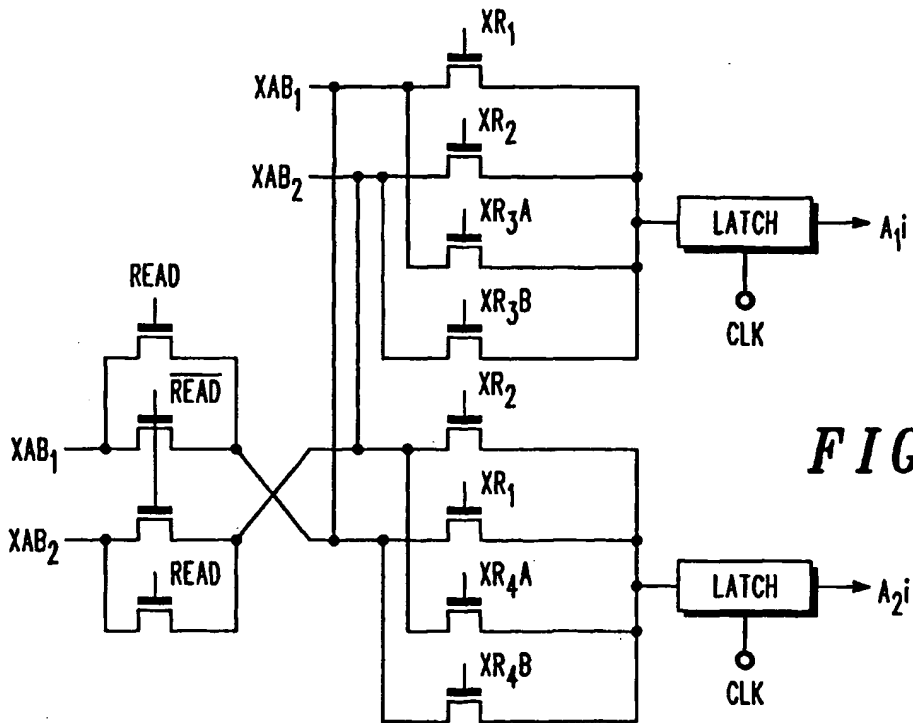 XR₁
XAB₁
XR₂
XAB₂
XR₃A
LATCH
A₁i
READ
XR₃B
CLK
R̅E̅A̅D̅
XR₂
XAB₁
FIG
XR₁
XAB₂
READ
XR₄A
LATCH
A₂i
XR₄B
CLK